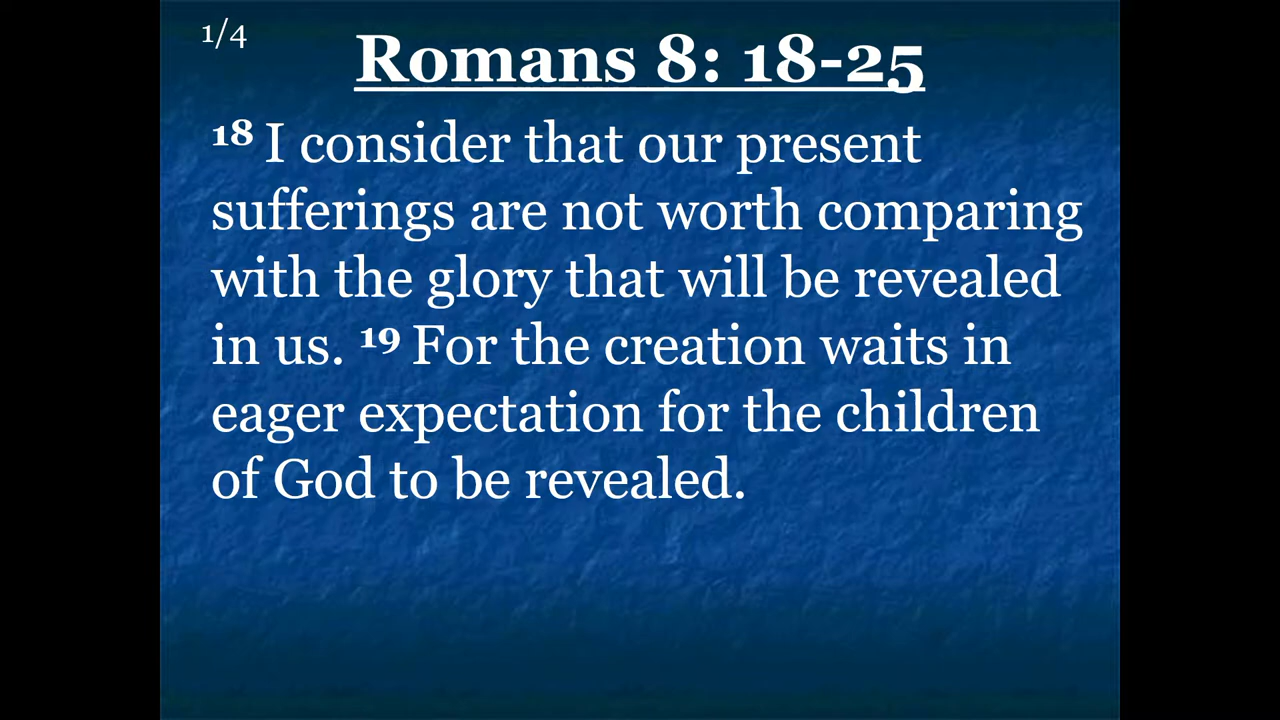 1/4
Romans 8: 18-25
18 I consider that our present
sufferings are not worth comparing
with the glory that will be revealed
in us. 19 For the creation waits in
eager expectation for the children
of God to be revealed.